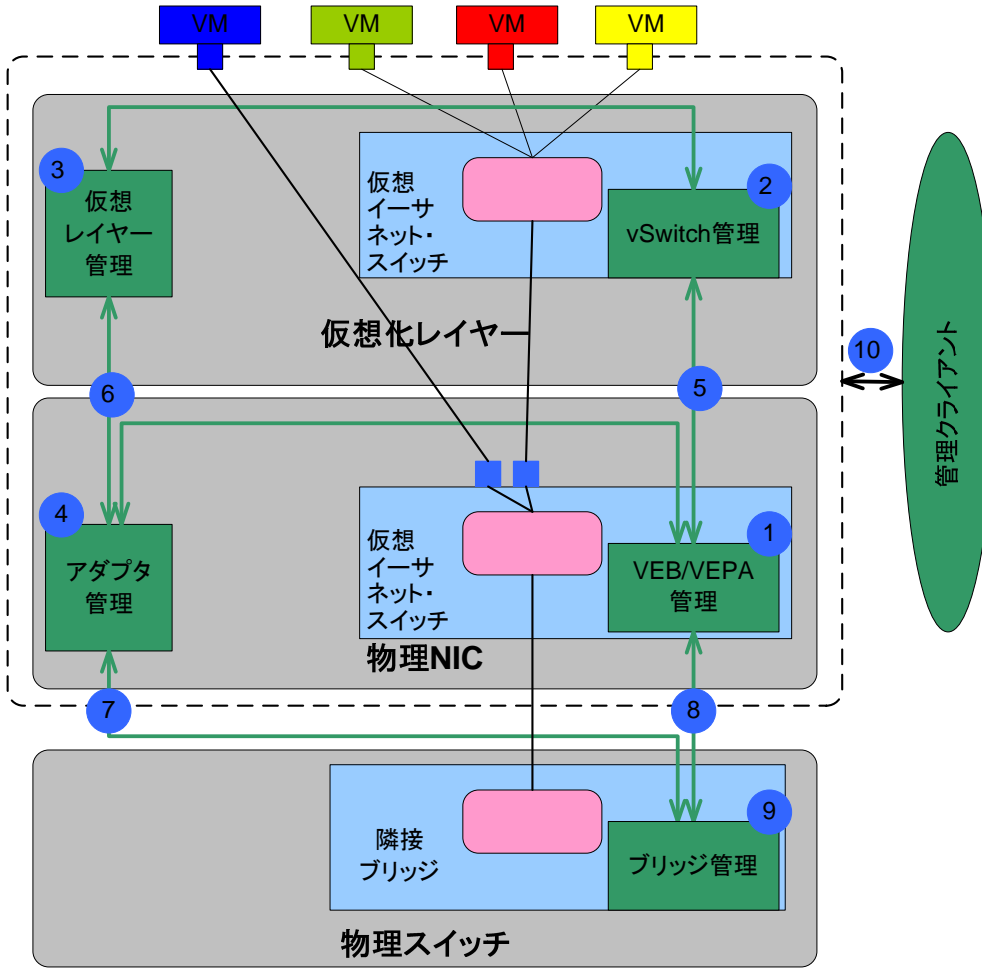 VM
VM
VM
VM
3
仮想
レイヤー
管理
仮想
イーサ
ネット・
スイッチ
2
vSwitch管理
仮想化レイヤー
10
管理クライアント
6
5
4
アダプタ
管理
仮想
イーサ
ネット・
スイッチ
1
VEB/VEPA
管理
物理NIC
7
8
隣接
ブリッジ
9
ブリッジ管理
物理スイッチ